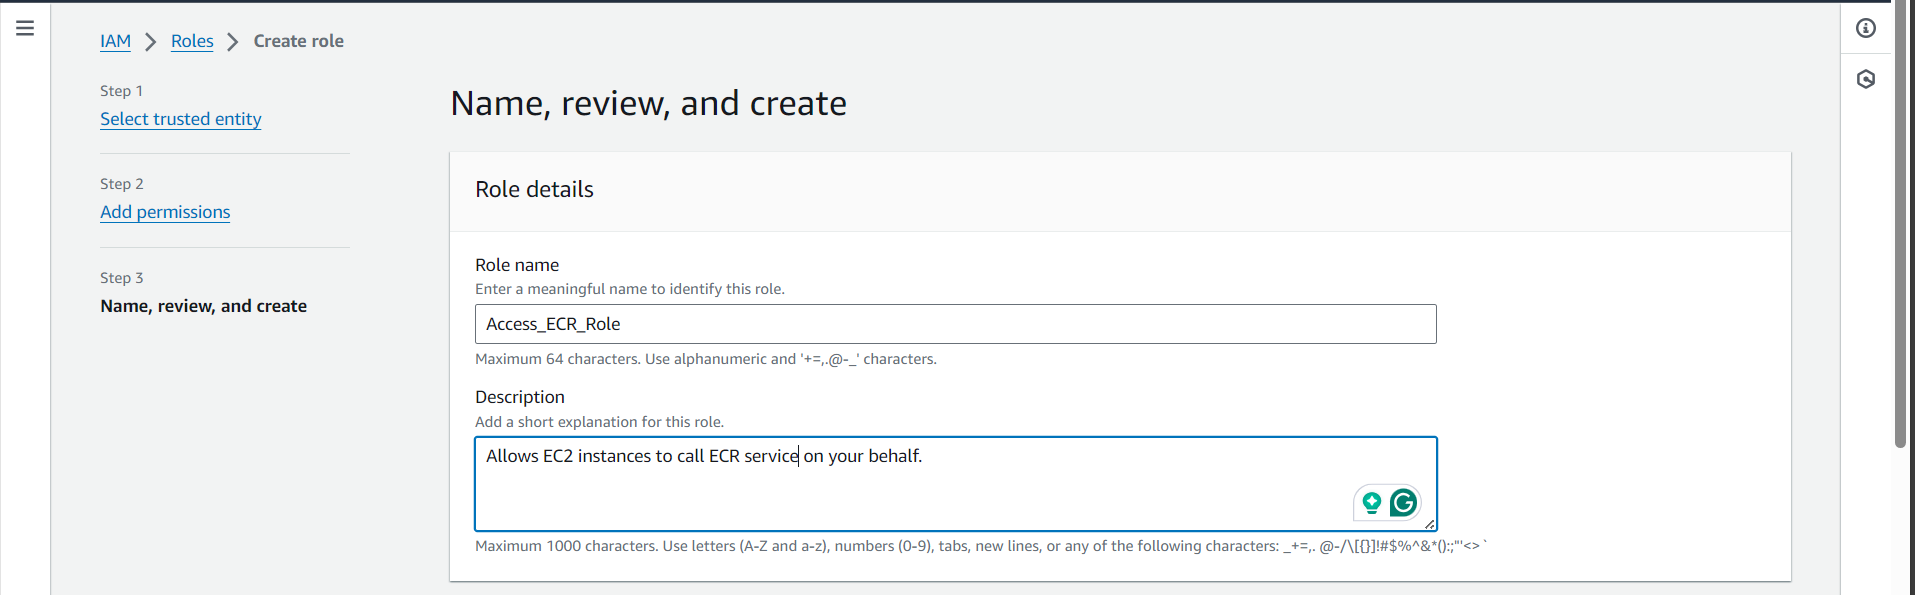 IAM > Roles > Create role
Step 1
Select trusted entity
Step 2
Add permissions
Step 3
Name, review, and create
Name, review, and create
Role details
Role name
Enter a meaningful name to identify this role.
Access_ECR_Role
Maximum 64 characters. Use alphanumeric and '+=,.@-_' characters.
Description
Add a short explanation for this role.
Allows EC2 instances to call ECR service on your behalf.
Maximum 1000 characters. Use letters (A-Z and a-z), numbers (0-9), tabs, new lines, or any of the following characters: _+=,. @-/\[{}]!#$%^&*();:"'<>`